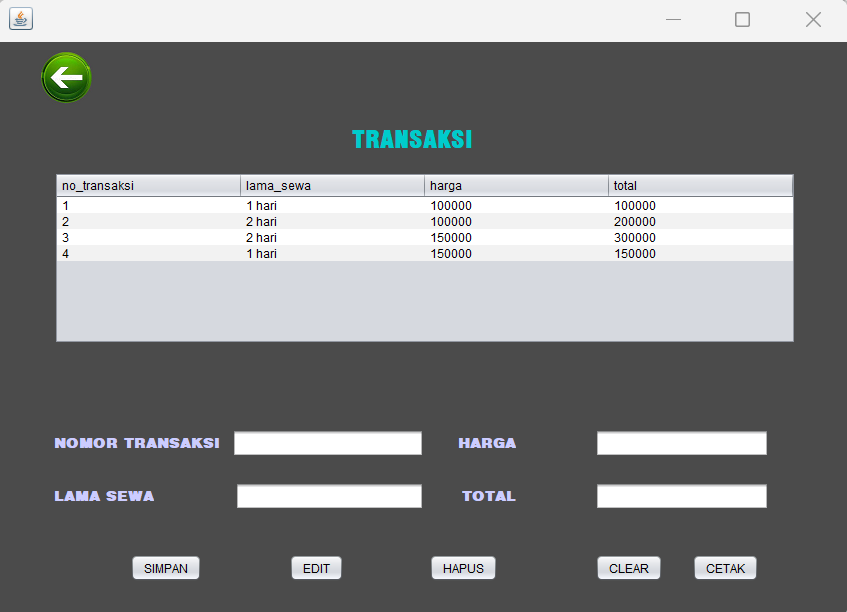 TRANSAKSI
no_transaksi lama_sewa harga total
1 1 hari 100000 100000
2 2 hari 100000 200000
3 2 hari 150000 300000
4 1 hari 150000 150000
NOMOR TRANSAKSI HARGA
LAMA SEWA TOTAL
SIMPAN EDIT HAPUS CLEAR CETAK